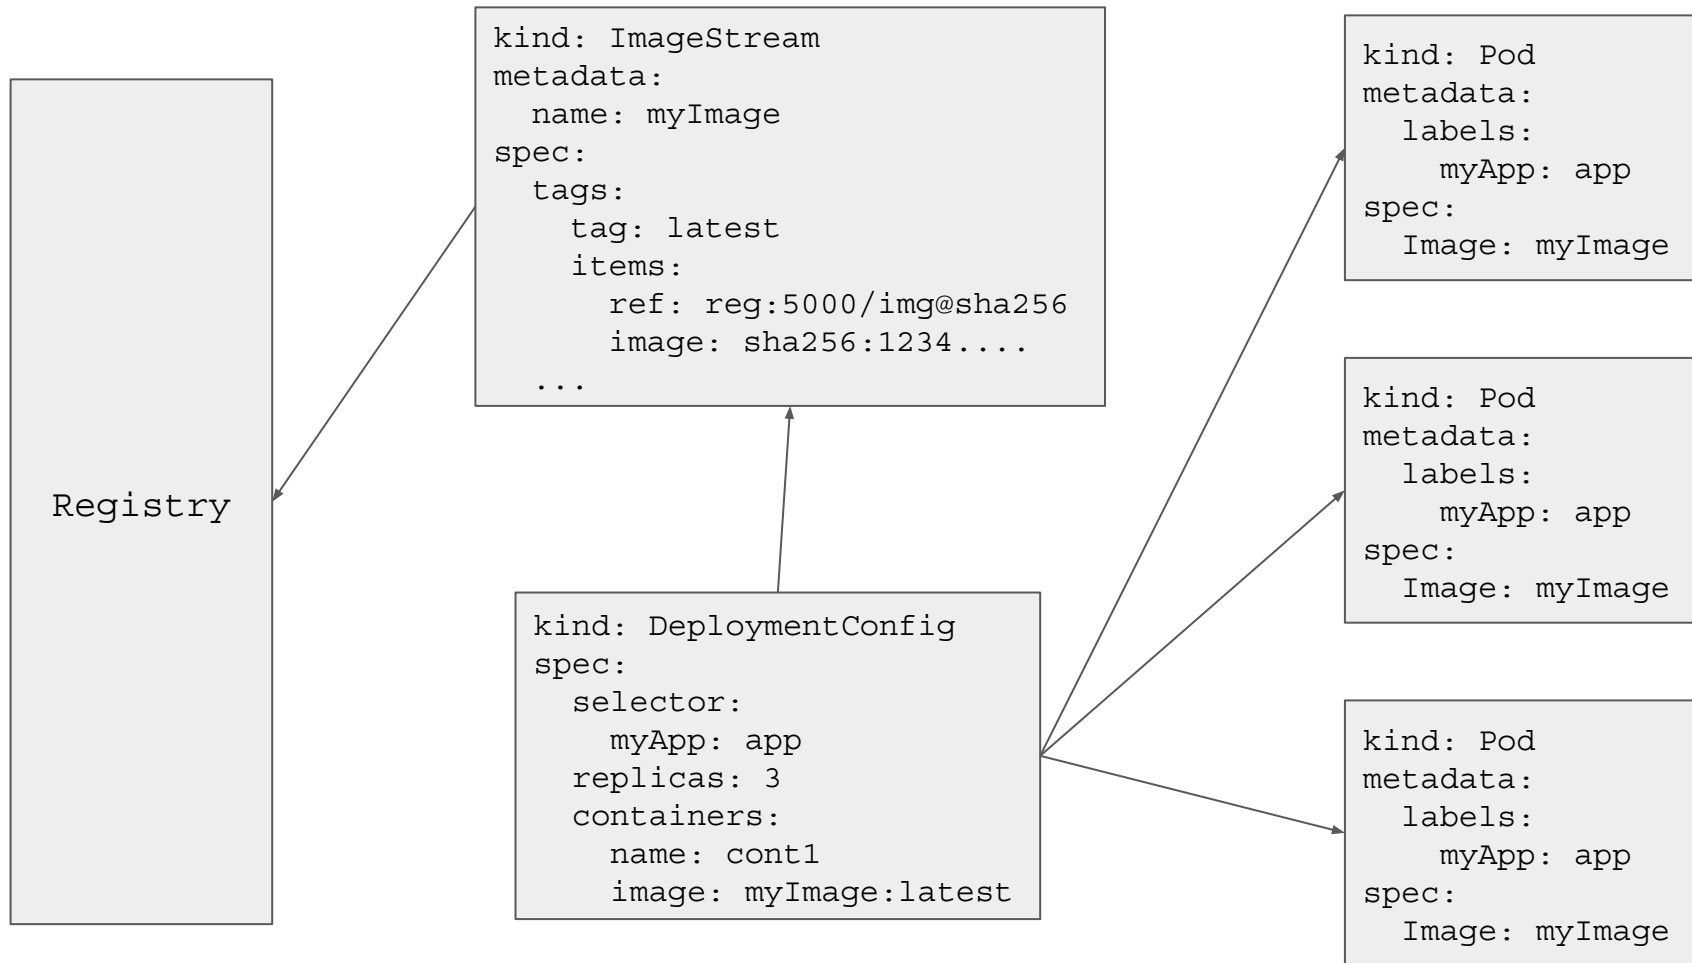 Registry
kind: ImageStream
metadata:
  name: myImage
spec:
  tags:
    tag: latest
    items:
      ref: reg:5000/img@sha256
      image: sha256:1234....
  ...
kind: DeploymentConfig
spec:
  selector:
    myApp: app
  replicas: 3
  containers:
    name: cont1
    image: myImage:latest
kind: Pod
metadata:
  labels:
    myApp: app
spec:
  Image: myImage
kind: Pod
metadata:
  labels:
    myApp: app
spec:
  Image: myImage
kind: Pod
metadata:
  labels:
    myApp: app
spec:
  Image: myImage